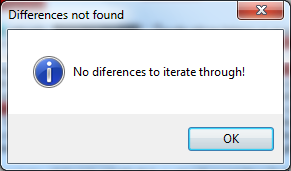 Differences not found
No diferences to iterate through!
OK